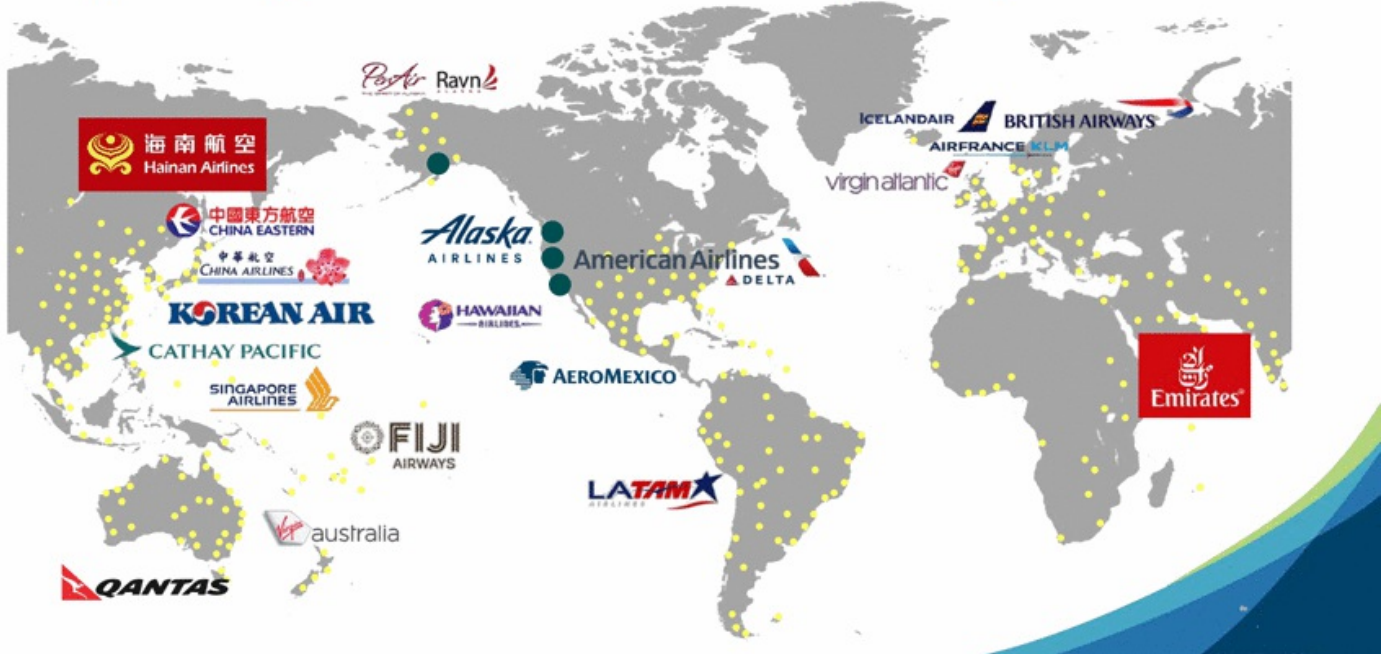 PenAir
Ravn
ALASKA
海南航空
Hainan Airlines
ICELANDAIR
BRITISH AIRWAYS
AIRFRANCE KLM
virgin atlantic
中國東方航空
CHINA EASTERN
Alaska.
AIRLINES
American Airlines
DELTA
中華航空
CHINA AIRLINES
KOREAN AIR
HAWAIIAN
AIRLINES
CATHAY PACIFIC
AEROMEXICO
SINGAPORE
AIRLINES
Emirates
FIJI
AIRWAYS
LATAM
AIRLINES
Virgin australia
QANTAS